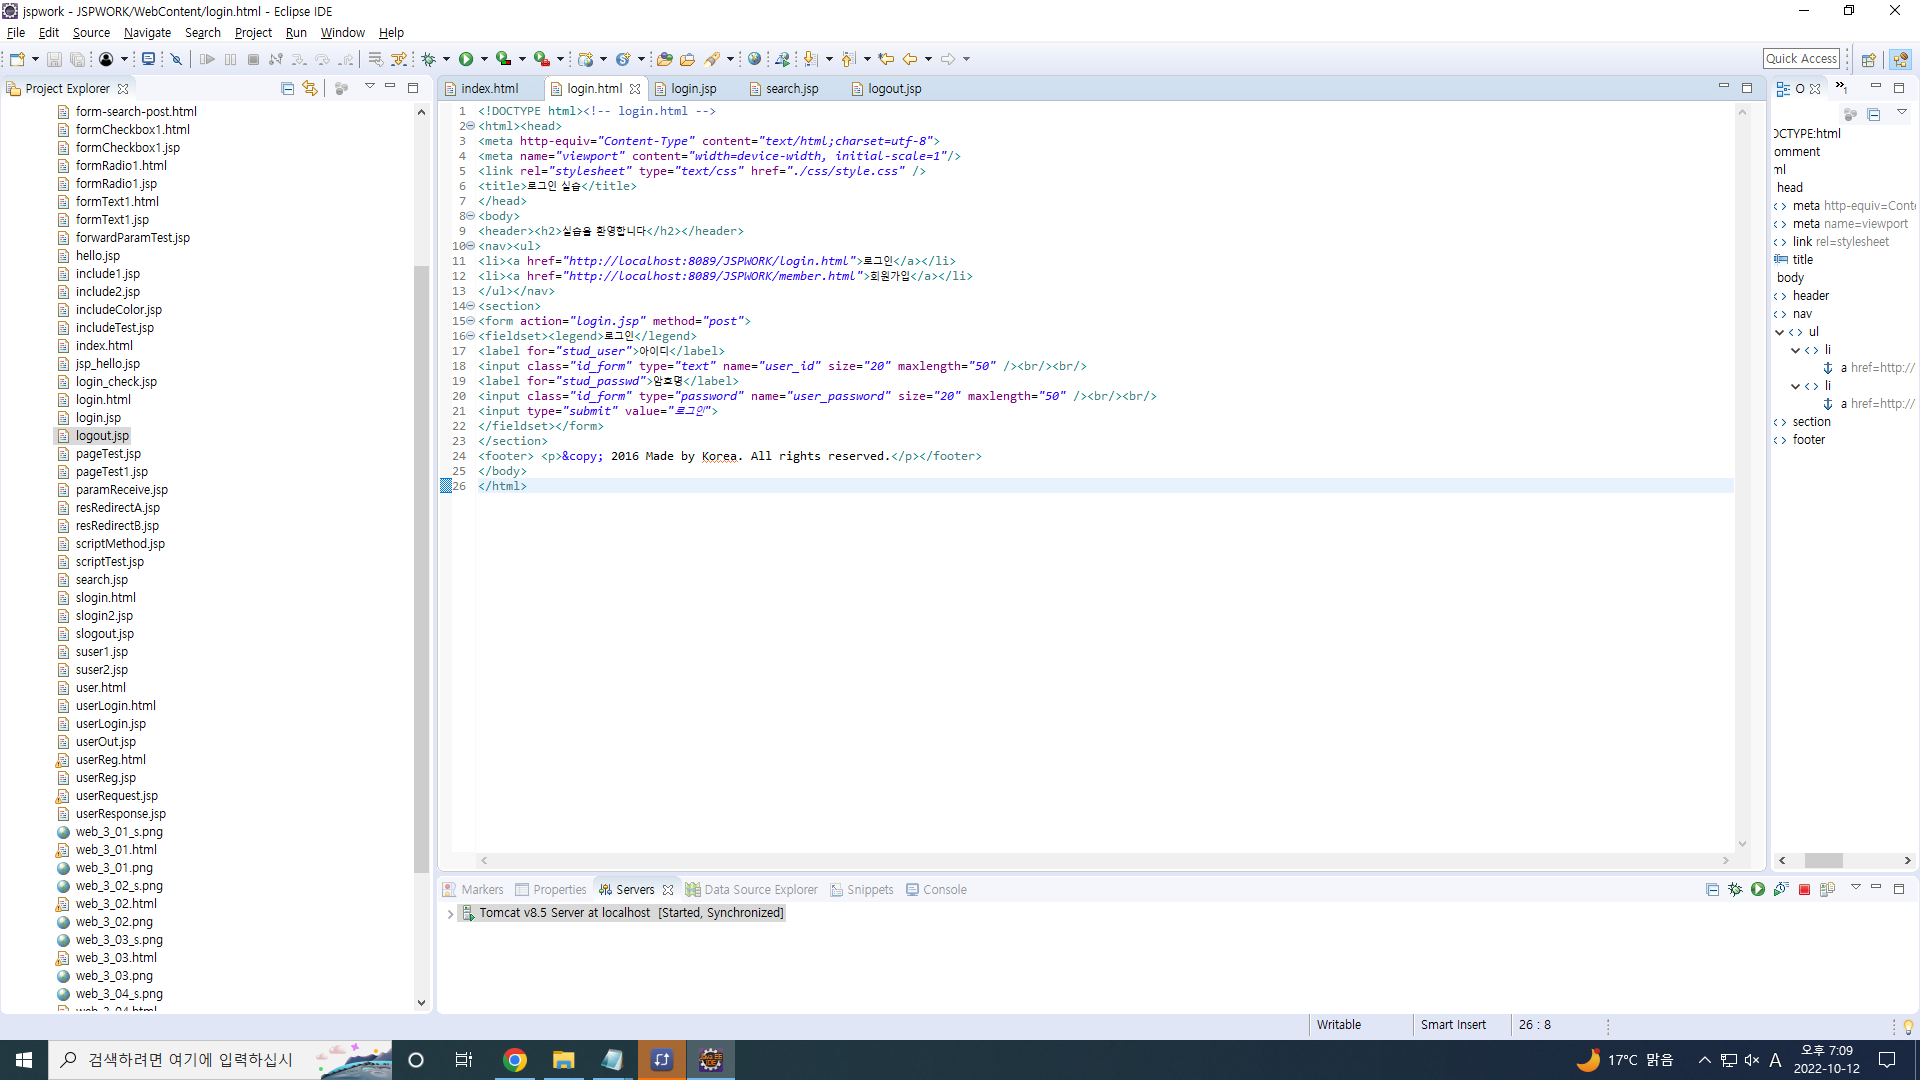 jspwork - JSPWORK/WebContent/login.html - Eclipse IDE
File Edit Source Navigate Search Project Run Window Help
Quick Access
Project Explorer
form-search-post.html
formCheckbox1.html
formCheckbox1.jsp
formRadio1.html
formRadio1.jsp
formText1.html
formText1.jsp
forwardParamTest.jsp
hello.jsp
include1.jsp
include2.jsp
includeColor.jsp
includeTest.jsp
index.html
jsp_hello.jsp
login_check.jsp
login.html
login.jsp
logout.jsp
pageTest.jsp
pageTest1.jsp
paramReceive.jsp
resRedirectA.jsp
resRedirectB.jsp
scriptMethod.jsp
scriptTest.jsp
search.jsp
slogin.html
slogin2.jsp
slogout.jsp
suser1.jsp
suser2.jsp
user.html
userLogin.html
userLogin.jsp
userOut.jsp
userReg.html
userReg.jsp
userRequest.jsp
userResponse.jsp
web_3_01_s.png
web_3_01.html
web_3_01.png
web_3_02_s.png
web_3_02.html
web_3_02.png
web_3_03_s.png
web_3_03.html
web_3_03.png
web_3_04_s.png
web_3_04.html
index.html login.html login.jsp search.jsp logout.jsp
1 <!DOCTYPE html><!-- login.html -->
2 <html><head>
3 <meta http-equiv="Content-Type" content="text/html;charset=utf-8">
4 <meta name="viewport" content="width=device-width, initial-scale=1"/>
5 <link rel="stylesheet" type="text/css" href="./css/style.css" />
6 <title>로그인 실습</title>
7 </head>
8 <body>
9 <header><h2>실습을 환영합니다</h2></header>
10 <nav><ul>
11 <li><a href="http://localhost:8089/JSPWORK/login.html">로그인</a></li>
12 <li><a href="http://localhost:8089/JSPWORK/member.html">회원가입</a></li>
13 </ul></nav>
14 <section>
15 <form action="login.jsp" method="post">
16 <fieldset><legend>로그인</legend>
17 <label for="stud_user">아이디</label>
18 <input class="id_form" type="text" name="user_id" size="20" maxlength="50" /><br/><br/>
19 <label for="stud_passwd">암호명</label>
20 <input class="id_form" type="password" name="user_password" size="20" maxlength="50" /><br/><br/>
21 <input type="submit" value="로그인">
22 </fieldset></form>
23 </section>
24 <footer> <p>&copy; 2016 Made by Korea. All rights reserved.</p></footer>
25 </body>
26 </html>
O
1
OCTYPE:html
omment
ml
head
meta http-equiv=Conte
meta name=viewport
link rel=stylesheet
title
body
header
nav
ul
li
a href=http://
li
a href=http://
section
footer
Markers Properties Servers Data Source Explorer Snippets Console
Tomcat v8.5 Server at localhost [Started, Synchronized]
Writable Smart Insert 26 : 8
검색하려면 여기에 입력하십시
17°C 맑음
A
오후 7:09
2022-10-12